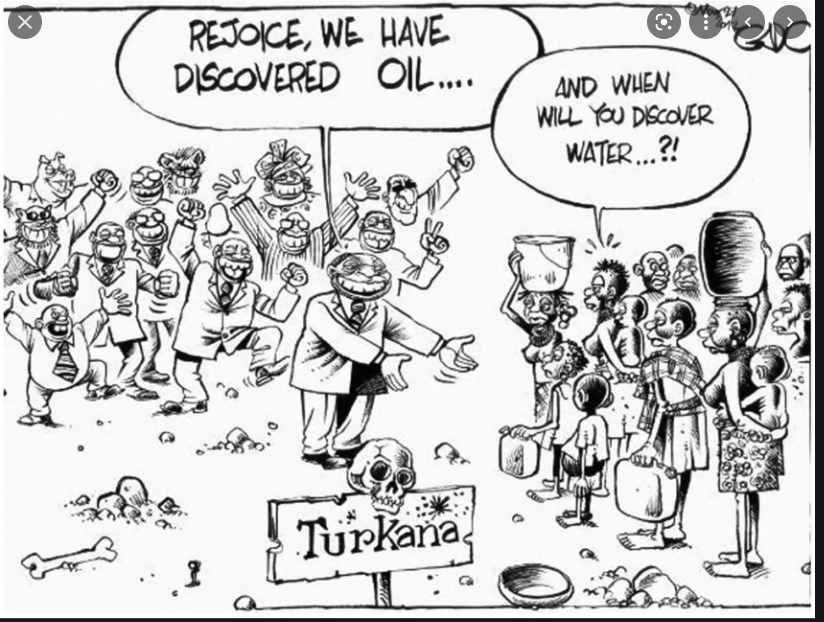 REJOICE, WE HAVE
DISCOVERED OIL....
AND WHEN
WILL YOU DISCOVER
WATER...?!
GADO
Turkana